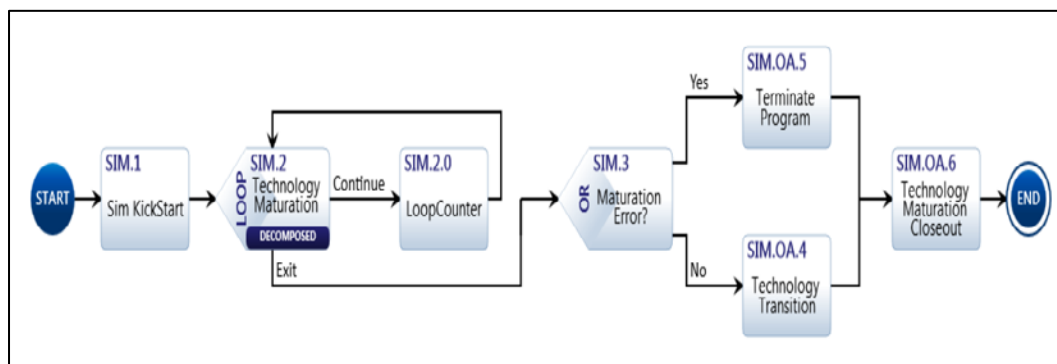 START
SIM.1
Sim KickStart
LOOP
SIM.2
Technology
Maturation
DECOMPOSED
Continue
Exit
SIM.2.0
LoopCounter
OR
SIM.3
Maturation
Error?
Yes
No
SIM.OA.5
Terminate
Program
SIM.OA.4
Technology
Transition
SIM.OA.6
Technology
Maturation
Closeout
END